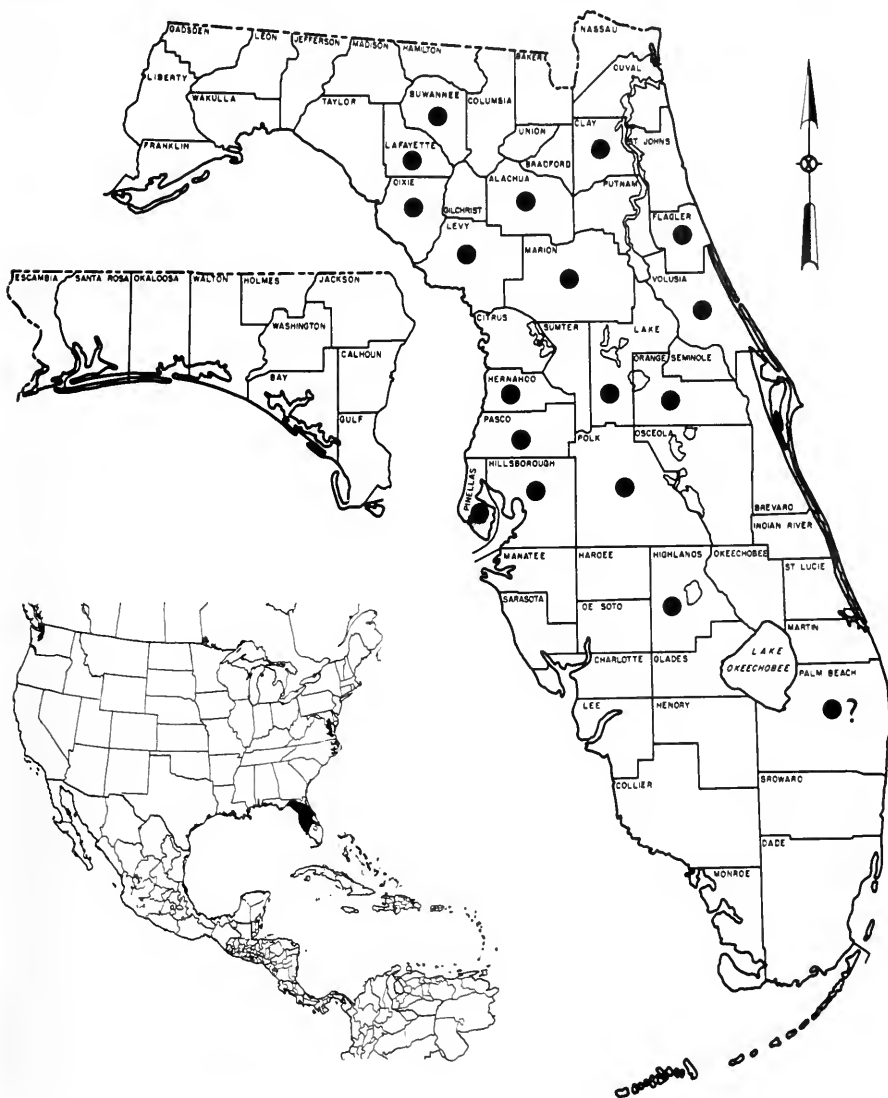 NASSAU
GADSDEN
LEON
JEFFERSON
MADISON
HAMILTON
BAKER
DUVAL
LIBERTY
WAKULLA
TAYLOR
SUWANNEE
COLUMBIA
UNION
CLAY
ST JOHNS
FRANKLIN
LAFAYETTE
BRADFORD
DIXIE
GILCHRIST
ALACHUA
PUTNAM
FLAGLER
LEVY
MARION
VOLUSIA
ESCAMBIA
SANTA ROSA
OKALOOSA
WALTON
HOLMES
JACKSON
WASHINGTON
CALHOUN
BAY
GULF
CITRUS
SUMTER
LAKE
ORANGE
SEMINOLE
HERNANDO
PASCO
POLK
OSCEOLA
PINELLAS
HILLSBOROUGH
BREVARD
INDIAN RIVER
MANATEE
HARDEE
HIGHLANDS
OKEECHOBEE
ST LUCIE
SARASOTA
DE SOTO
MARTIN
CHARLOTTE
GLADES
LAKE
OKEECHOBEE
PALM BEACH
LEE
HENDRY
?
COLLIER
BROWARD
DADE
MONROE